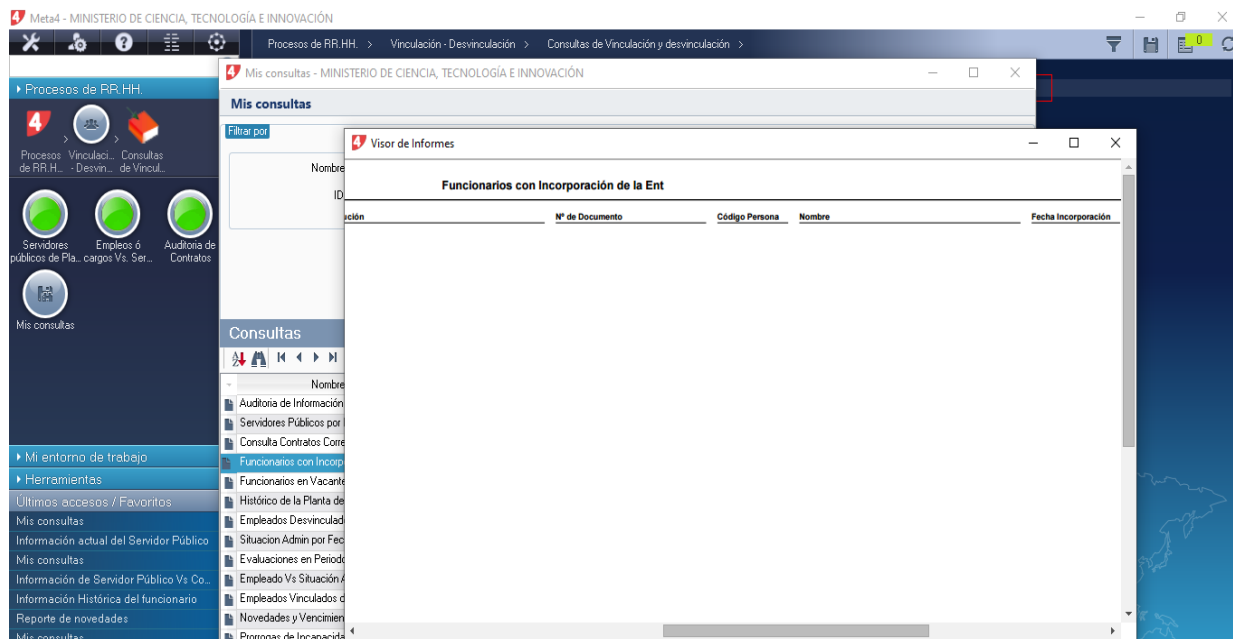 Meta4 - MINISTERIO DE CIENCIA, TECNOLOGÍA E INNOVACIÓN
Procesos de RR.HH. > Vinculación - Desvinculación > Consultas de Vinculación y desvinculación >
0
Mis consultas - MINISTERIO DE CIENCIA, TECNOLOGÍA E INNOVACIÓN
Procesos de RR.HH.
Mis consultas
Filtrar por
Visor de Informes
Procesos de RR.H... Vinculaci... - Desvin... Consultas de Vincul...
Nombre
ID
Funcionarios con Incorporación de la Ent
ución Nº de Documento Código Persona Nombre Fecha Incorporación
Servidores públicos de Pla... Empleos ó cargos Vs. Ser... Auditoria de Contratos
Mis consultas
Consultas
Nombre
Auditoria de Información
Servidores Públicos por
Consulta Contratos Corre
Funcionarios con Incorp
Funcionarios en Vacante
Histórico de la Planta de
Empleados Desvinculad
Situacion Admin por Fec
Evaluaciones en Periodo
Empleado Vs Situación A
Empleados Vinculados d
Novedades y Vencimien
Prorrogas de Incapacida
Mi entorno de trabajo
Herramientas
Últimos accesos / Favoritos
Mis consultas
Información actual del Servidor Público
Mis consultas
Información de Servidor Público Vs Co...
Información Histórica del funcionario
Reporte de novedades
Mis consultas